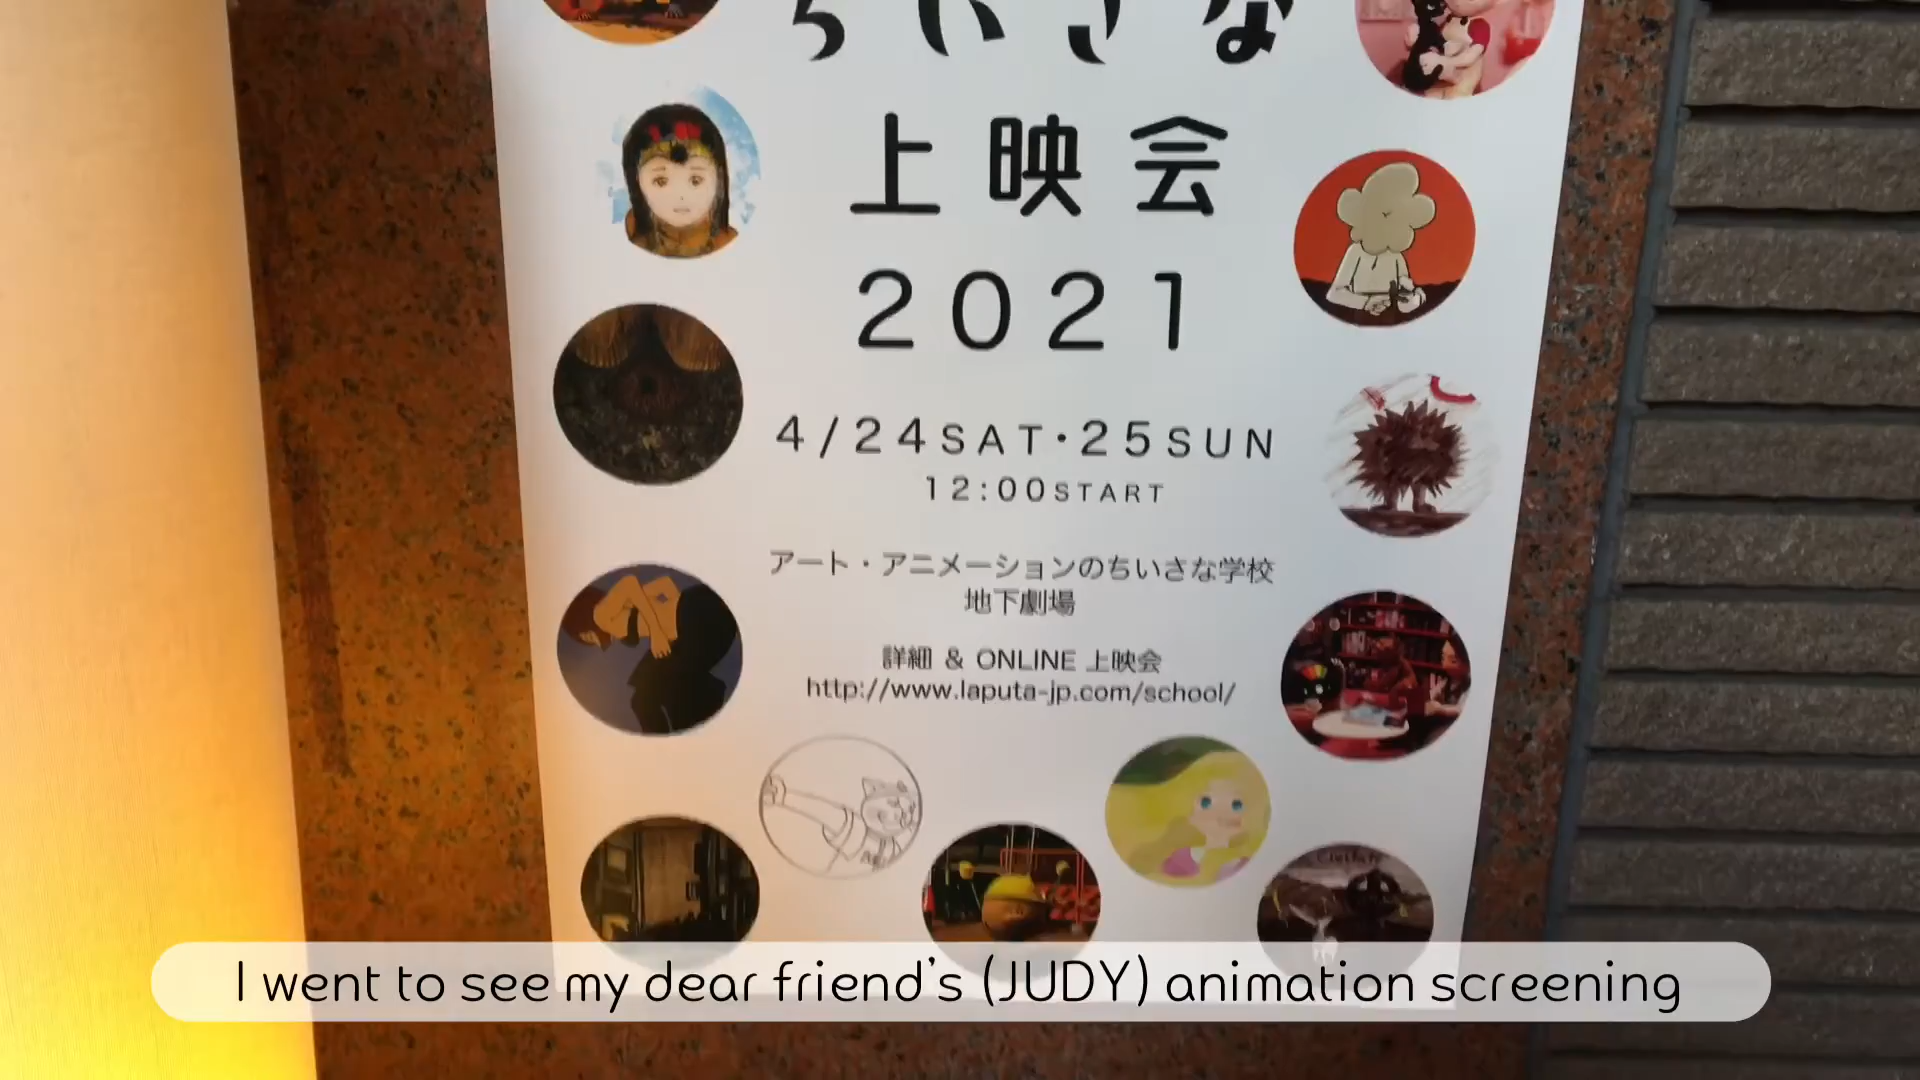 ちいさな
上映会
2021
4/24SAT・25SUN
12:00START
アート・アニメーションのちいさな学校
地下劇場
詳細 & ONLINE 上映会
http://www.laputa-jp.com/school/
I went to see my dear friend's (JUDY) animation screening